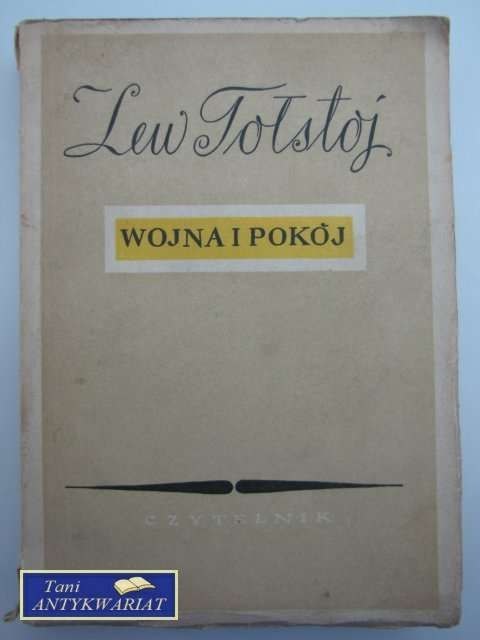 Lew Tołstoj
WOJNA I POKÓJ
CZYTELNIK
Tani
ANTYKWARIAT